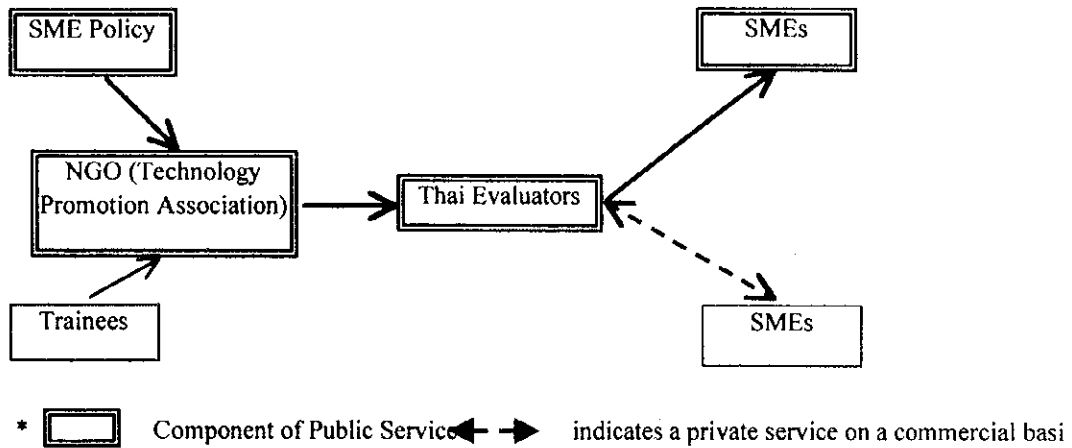 SME Policy
SMEs
NGO (Technology
Promotion Association)
Thai Evaluators
Trainees
SMEs
* Component of Public Service indicates a private service on a commercial basi